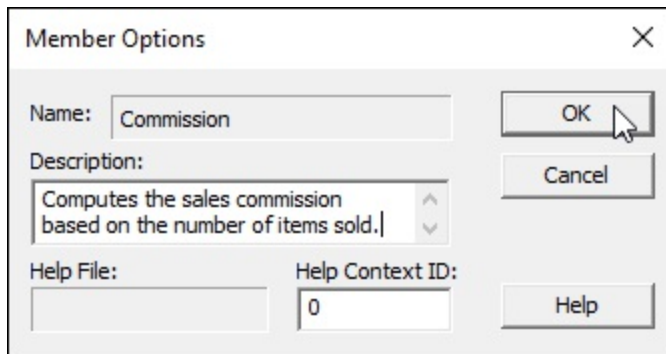 Member Options
Name: Commission
OK
Description:
Cancel
Computes the sales commission
based on the number of items sold.
Help File:
Help Context ID:
0
Help